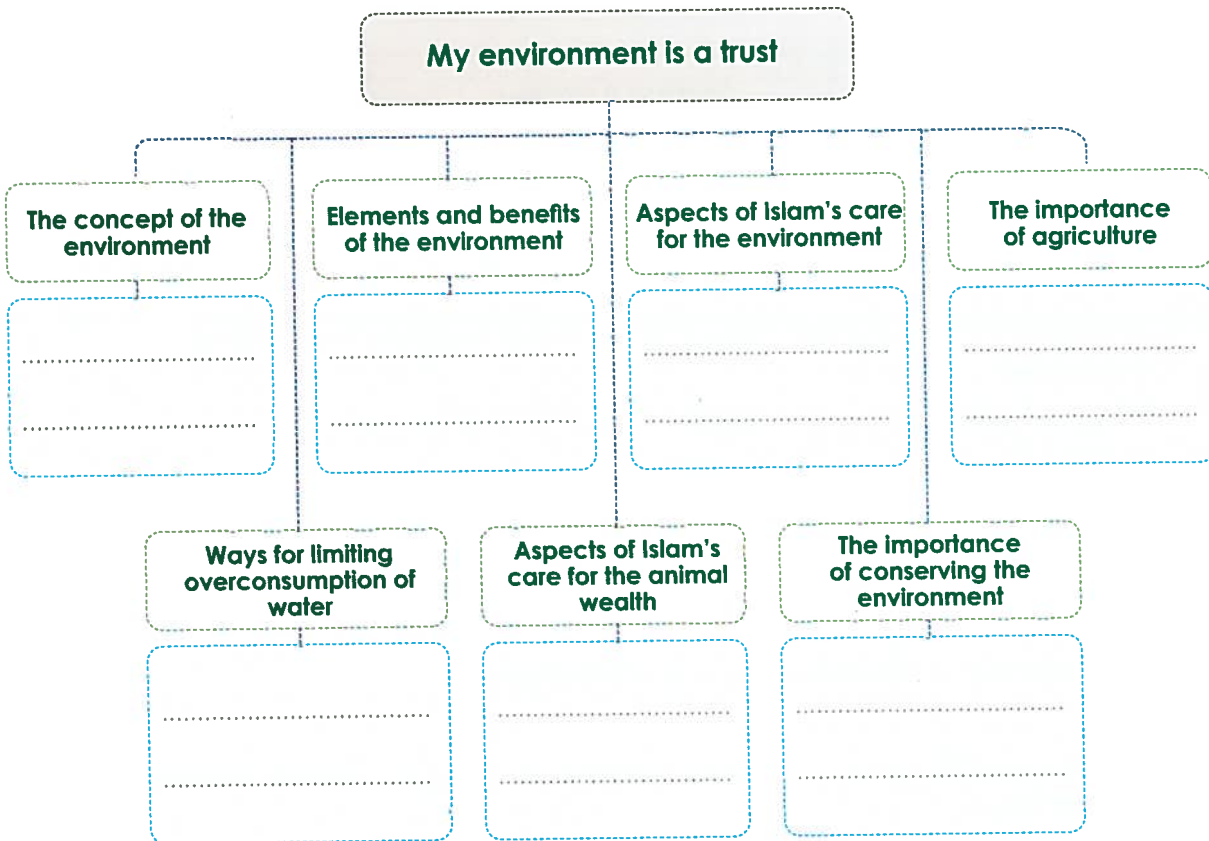 My environment is a trust
The concept of the
environment
Elements and benefits
of the environment
Aspects of Islam's care
for the environment
The importance
of agriculture
Ways for limiting
overconsumption of
water
Aspects of Islam's
care for the animal
wealth
The importance
of conserving the
environment